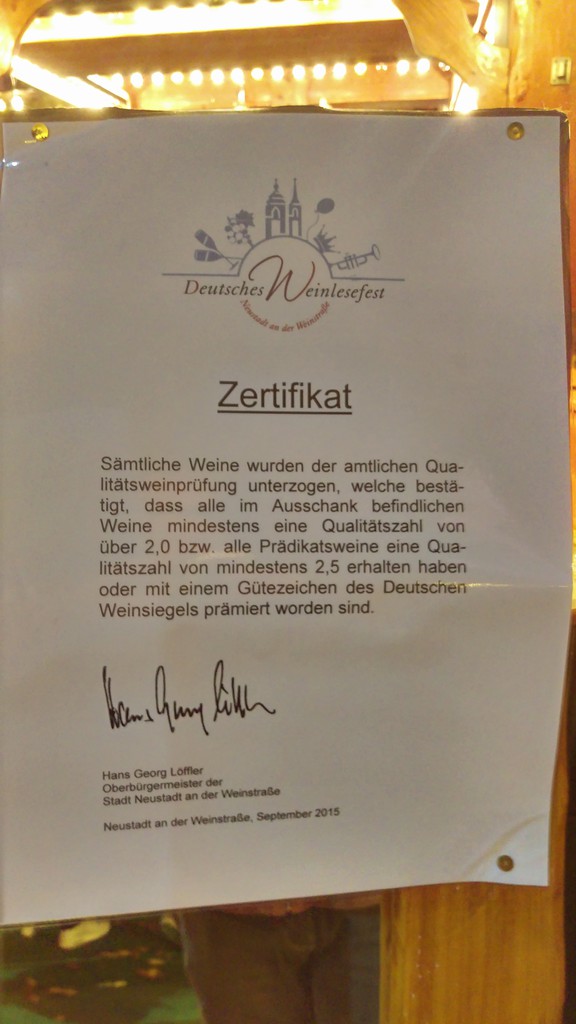 Deutsches Weinlesefest
Neustadt an der Weinstraße
Zertifikat
Sämtliche Weine wurden der amtlichen Qua-
litätsweinprüfung unterzogen, welche bestä-
tigt, dass alle im Ausschank befindlichen
Weine mindestens eine Qualitätszahl von
über 2,0 bzw. alle Prädikatsweine eine Qua-
litätszahl von mindestens 2,5 erhalten haben
oder mit einem Gütezeichen des Deutschen
Weinsiegels prämiert worden sind.
Hans Georg Löffler
Hans Georg Löffler
Oberbürgermeister der
Stadt Neustadt an der Weinstraße
Neustadt an der Weinstraße, September 2015